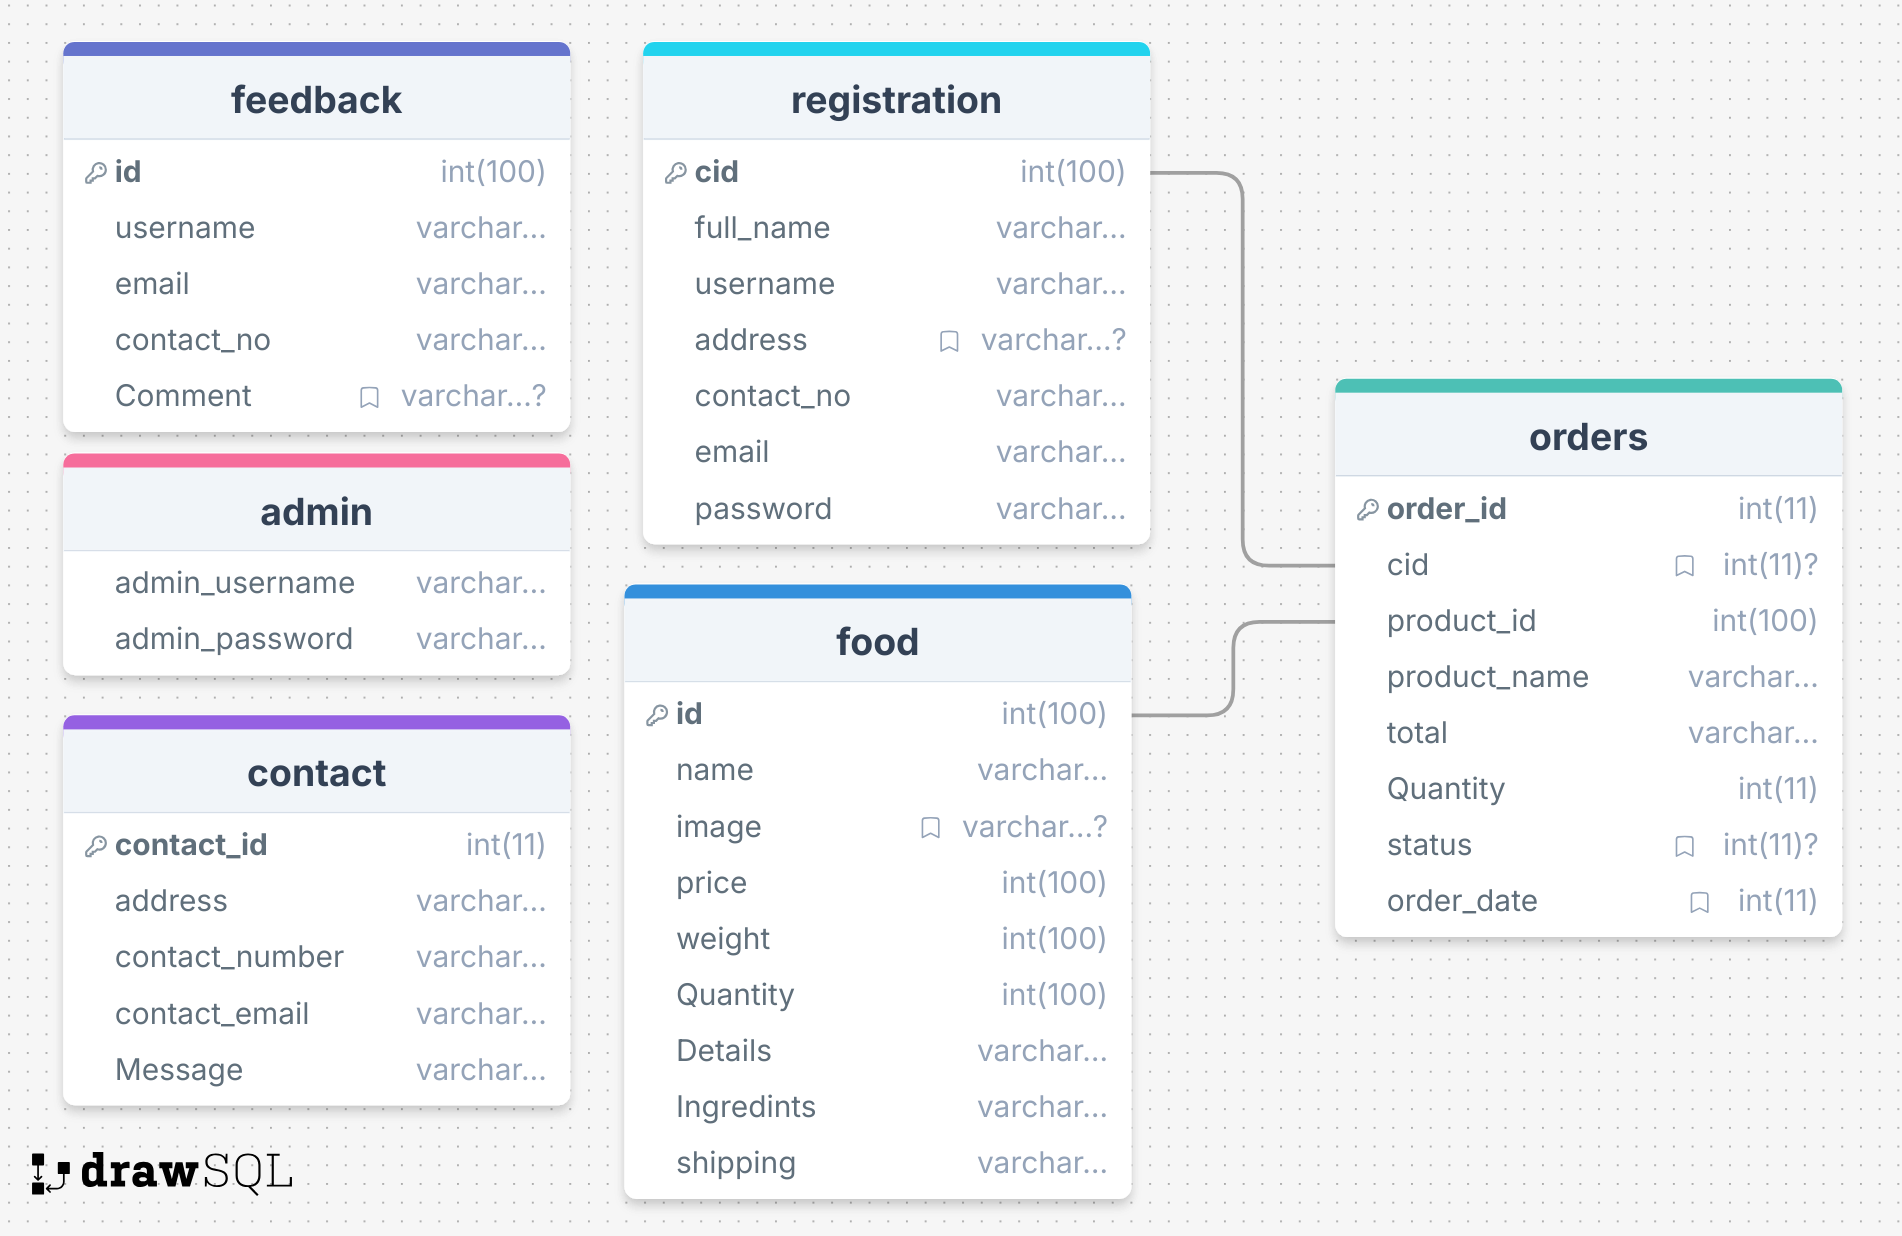 feedback
id int(100)
username varchar...
email varchar...
contact_no varchar...
Comment varchar...?
admin
admin_username varchar...
admin_password varchar...
contact
contact_id int(11)
address varchar...
contact_number varchar...
contact_email varchar...
Message varchar...
registration
cid int(100)
full_name varchar...
username varchar...
address varchar...?
contact_no varchar...
email varchar...
password varchar...
food
id int(100)
name varchar...
image varchar...?
price int(100)
weight int(100)
Quantity int(100)
Details varchar...
Ingredints varchar...
shipping varchar...
orders
order_id int(11)
cid int(11)?
product_id int(100)
product_name varchar...
total varchar...
Quantity int(11)
status int(11)?
order_date int(11)
drawSQL